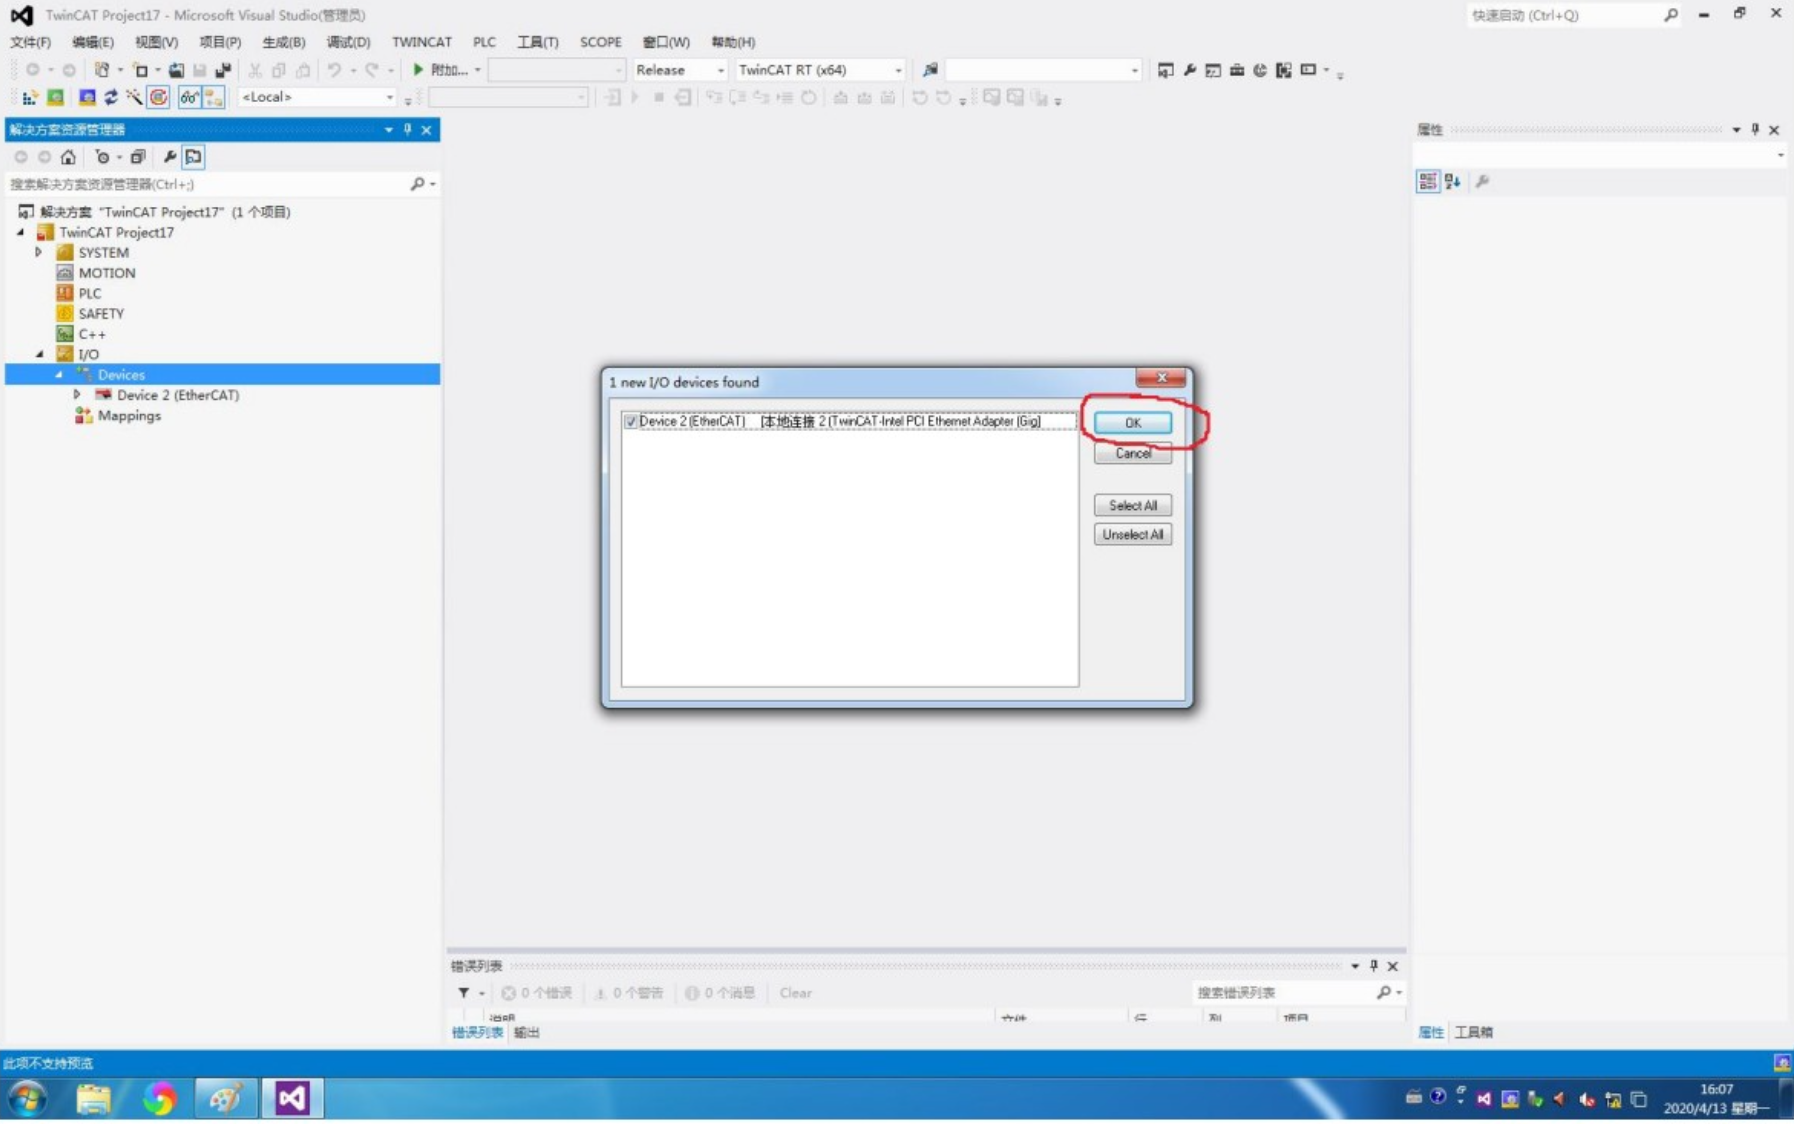 TwinCAT Project17 - Microsoft Visual Studio(管理员)
快速启动 (Ctrl+Q)
文件(F) 编辑(E) 视图(V) 项目(P) 生成(B) 调试(D) TWINCAT PLC 工具(T) SCOPE 窗口(W) 帮助(H)
附加... Release TwinCAT RT (x64)
<Local>
解决方案资源管理器
搜索解决方案资源管理器(Ctrl+;)
解决方案 "TwinCAT Project17" (1 个项目)
TwinCAT Project17
SYSTEM
MOTION
PLC
SAFETY
C++
I/O
Devices
Device 2 (EtherCAT)
Mappings
1 new I/O devices found
Device 2 (EtherCAT) [本地连接 2 (TwinCAT-Intel PCI Ethernet Adapter (Gig]
OK
Cancel
Select All
Unselect All
属性
错误列表
0 个错误 0 个警告 0 个消息 Clear
搜索错误列表
说明 文件 行 列 项目
错误列表 输出
属性 工具箱
此项不支持预览
16:07
2020/4/13 星期一